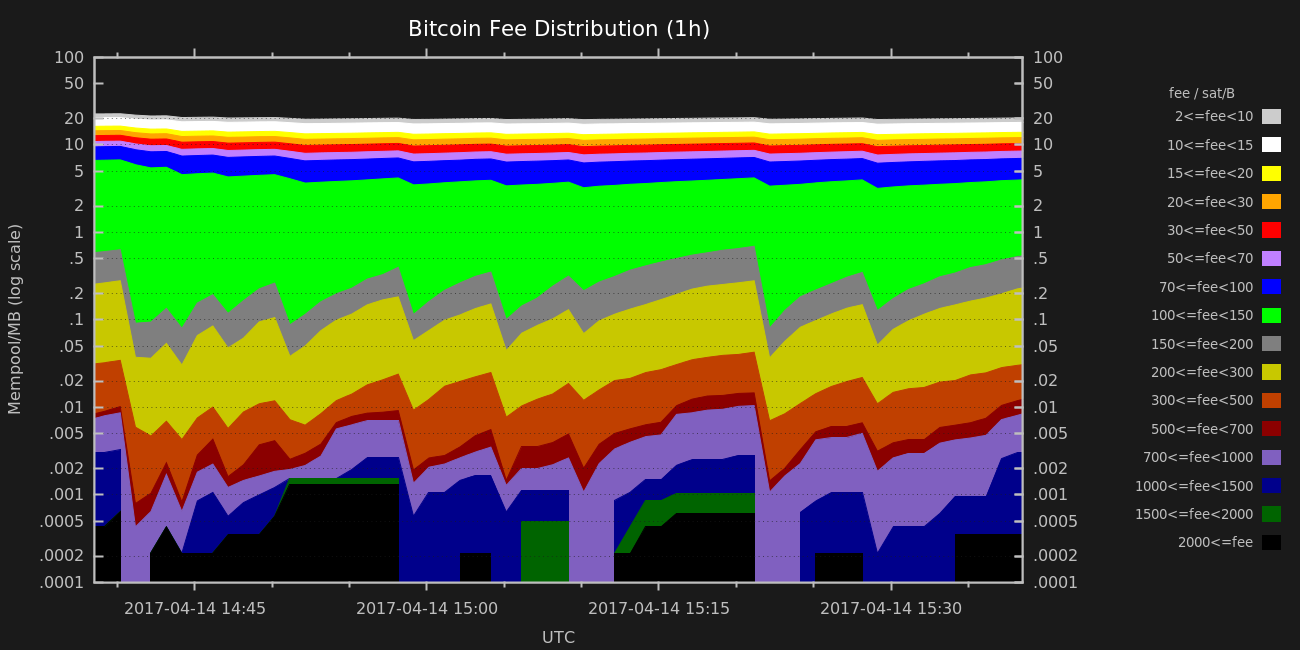 Bitcoin Fee Distribution (1h)
100 100
50 50
20 20
10 10
5 5
2 2
1 1
.5 .5
.2 .2
.1 .1
.05 .05
.02 .02
.01 .01
.005 .005
.002 .002
.001 .001
.0005 .0005
.0002 .0002
.0001 .0001
Mempool/MB (log scale)
2017-04-14 14:45 2017-04-14 15:00 2017-04-14 15:15 2017-04-14 15:30
UTC
fee / sat/B
2<=fee<10
10<=fee<15
15<=fee<20
20<=fee<30
30<=fee<50
50<=fee<70
70<=fee<100
100<=fee<150
150<=fee<200
200<=fee<300
300<=fee<500
500<=fee<700
700<=fee<1000
1000<=fee<1500
1500<=fee<2000
2000<=fee